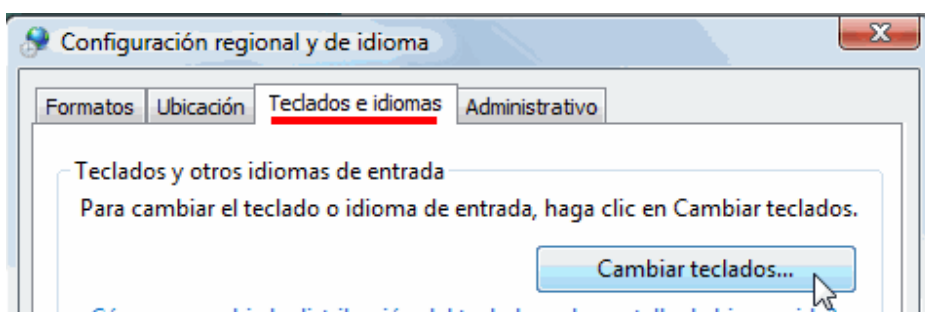 Configuración regional y de idioma
X
Formatos Ubicación Teclados e idiomas Administrativo
Teclados y otros idiomas de entrada
Para cambiar el teclado o idioma de entrada, haga clic en Cambiar teclados.
Cambiar teclados...